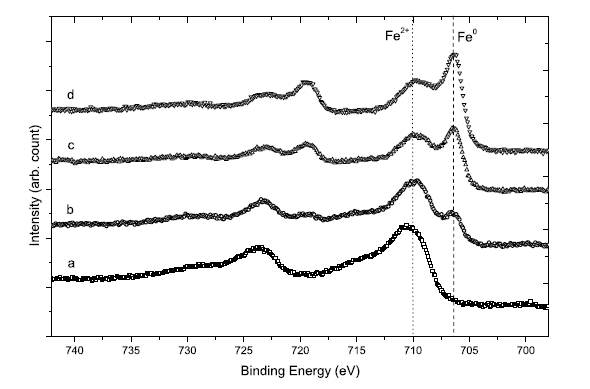 Fe2+
Fe0
d
c
b
a
Intensity (arb. count)
740 735 730 725 720 715 710 705 700
Binding Energy (eV)